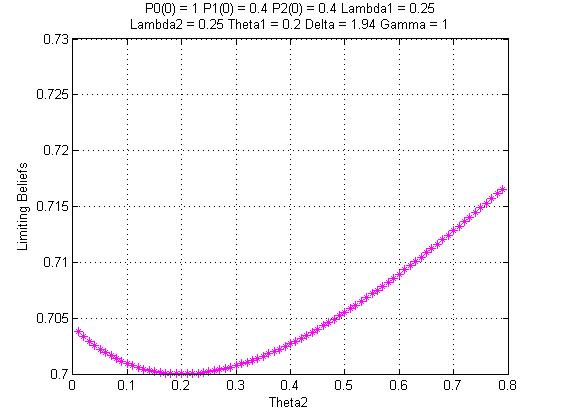 P0(0) = 1 P1(0) = 0.4 P2(0) = 0.4 Lambda1 = 0.25
Lambda2 = 0.25 Theta1 = 0.2 Delta = 1.94 Gamma = 1
0.73
0.725
0.72
0.715
0.71
0.705
0.7
Limiting Beliefs
0 0.1 0.2 0.3 0.4 0.5 0.6 0.7 0.8
Theta2